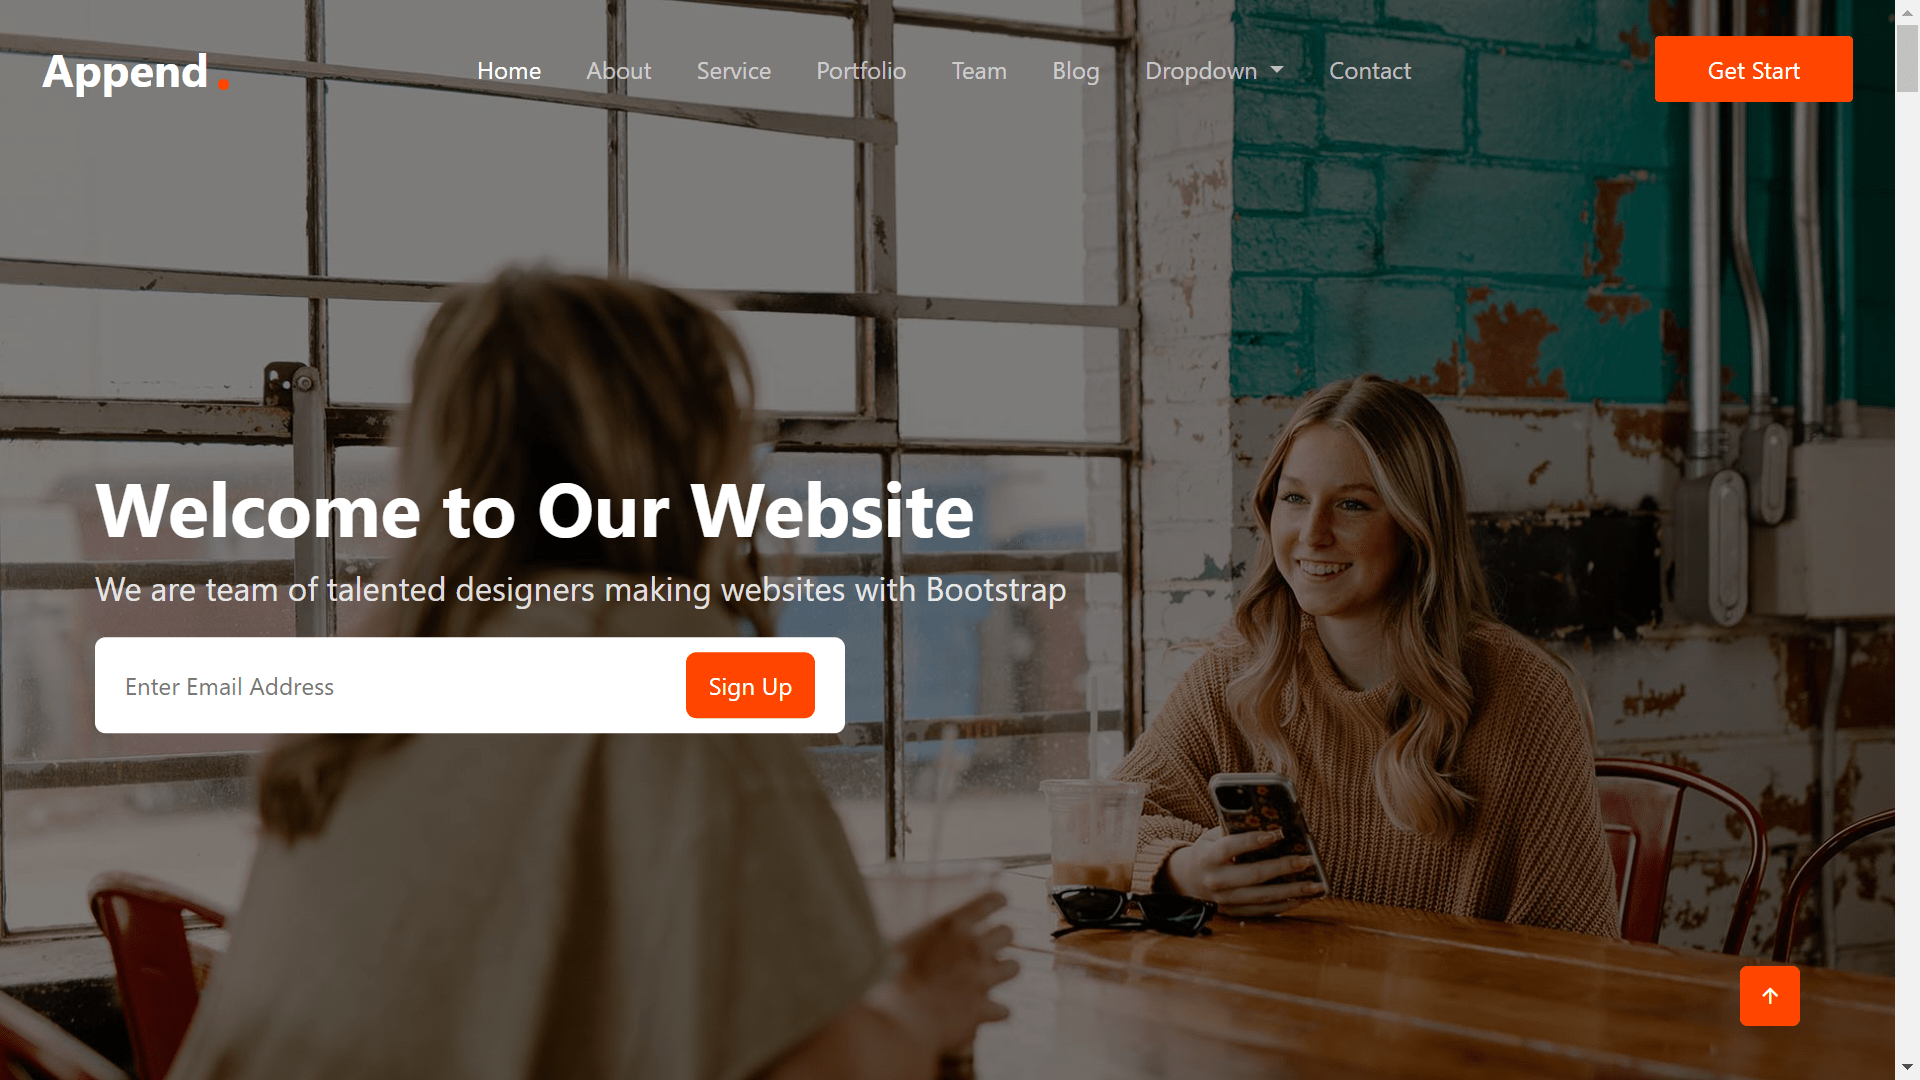 Append.
Home About Service Portfolio Team Blog Dropdown Contact
Get Start
Welcome to Our Website
We are team of talented designers making websites with Bootstrap
Enter Email Address
Sign Up